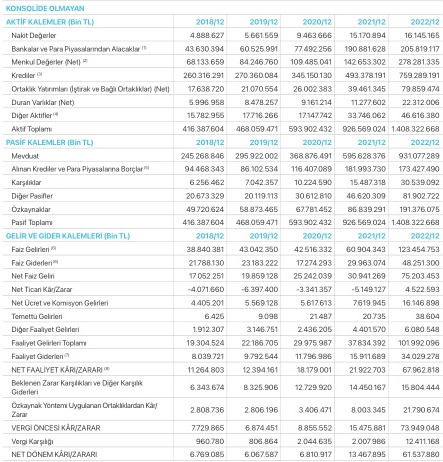 KONSOLİDE OLMAYAN
AKTİF KALEMLER (Bin TL) 2018/12 2019/12 2020/12 2021/12 2022/12
Nakit Değerler 4.888.627 5.661.559 9.463.666 15.170.894 16.145.165
Bankalar ve Para Piyasalarından Alacaklar (1) 43.630.394 60.525.991 77.492.256 190.881.628 205.819.117
Menkul Değerler (Net) (2) 68.133.659 84.246.760 109.485.041 142.653.302 278.281.335
Krediler (3) 260.316.291 270.360.084 345.150.130 493.378.191 759.289.191
Ortaklık Yatırımları (İştirak ve Bağlı Ortaklıklar) (Net) 17.638.720 21.070.554 26.002.383 39.461.345 79.859.474
Duran Varlıklar (Net) 5.996.958 8.478.257 9.161.214 11.277.602 22.312.006
Diğer Aktifler (4) 15.782.955 17.716.266 17.147.742 33.746.062 46.616.380
Aktif Toplamı 416.387.604 468.059.471 593.902.432 926.569.024 1.408.322.668
PASİF KALEMLER (Bin TL) 2018/12 2019/12 2020/12 2021/12 2022/12
Mevduat 245.268.846 295.922.002 368.876.491 595.628.376 931.077.289
Alınan Krediler ve Para Piyasalarına Borçlar (5) 94.468.343 86.102.534 116.407.089 181.993.730 173.427.490
Karşılıklar 6.256.462 7.042.357 10.224.590 15.487.318 30.539.092
Diğer Pasifler 20.673.329 20.119.113 30.612.810 46.620.309 81.902.722
Özkaynaklar 49.720.624 58.873.465 67.781.452 86.839.291 191.376.075
Pasif Toplamı 416.387.604 468.059.471 593.902.432 926.569.024 1.408.322.668
GELİR VE GİDER KALEMLERİ (Bin TL) 2018/12 2019/12 2020/12 2021/12 2022/12
Faiz Gelirleri (6) 38.840.381 43.042.350 42.516.332 60.904.343 123.454.753
Faiz Giderleri (6) 21.788.130 23.183.222 17.274.293 29.963.074 48.251.300
Net Faiz Geliri 17.052.251 19.859.128 25.242.039 30.941.269 75.203.453
Net Ticari Kâr/Zarar -4.071.660 -6.397.400 -3.341.357 -5.149.127 4.522.593
Net Ücret ve Komisyon Gelirleri 4.405.201 5.569.128 5.617.613 7.619.945 16.146.898
Temettü Gelirleri 6.425 9.098 21.487 20.735 38.604
Diğer Faaliyet Gelirleri 1.912.307 3.146.751 2.436.205 4.401.570 6.080.548
Faaliyet Gelirleri Toplamı 19.304.524 22.186.705 29.975.987 37.834.392 101.992.096
Faaliyet Giderleri (7) 8.039.721 9.792.544 11.796.986 15.911.689 34.029.278
NET FAALİYET KÂRI/ZARARI (8) 11.264.803 12.394.161 18.179.001 21.922.703 67.962.818
Beklenen Zarar Karşılıkları ve Diğer Karşılık
Giderleri 6.343.674 8.325.906 12.729.920 14.450.167 15.804.444
Özkaynak Yöntemi Uygulanan Ortaklıklardan Kâr/
Zarar 2.808.736 2.806.196 3.406.471 8.003.345 21.790.674
VERGİ ÖNCESİ KÂR/ZARAR 7.729.865 6.874.451 8.855.552 15.475.881 73.949.048
Vergi Karşılığı 960.780 806.864 2.044.635 2.007.986 12.411.168
NET DÖNEM KÂRI/ZARARI 6.769.085 6.067.587 6.810.917 13.467.895 61.537.880